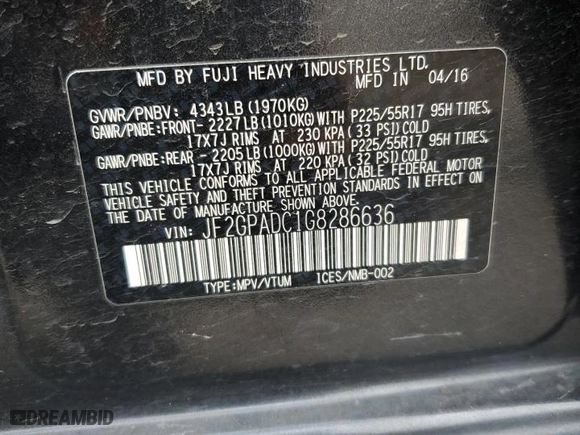 MFD BY FUJI HEAVY INDUSTRIES LTD.
MFD IN 04/16
GVWR/PNBV: 4343LB (1970KG)
GAWR/PNBE:FRONT- 2227LB(1010KG)WITH P225/55R17 95H TIRES,
17X7J RIMS AT 230 KPA(33 PSI)COLD
GAWR/PNBE:REAR - 2205LB(1000KG)WITH P225/55R17 95H TIRES,
17X7J RIMS AT 220 KPA(32 PSI)COLD
THIS VEHICLE CONFORMS TO ALL APPLICABLE FEDERAL MOTOR
VEHICLE SAFETY AND THEFT PREVENTION STANDARDS IN EFFECT
ON THE DATE OF MANUFACTURE SHOWN ABOVE.
VIN: JF2GPADC1G8286636
TYPE:MPV/VTUM ICES/NMB-002
DREAMBID